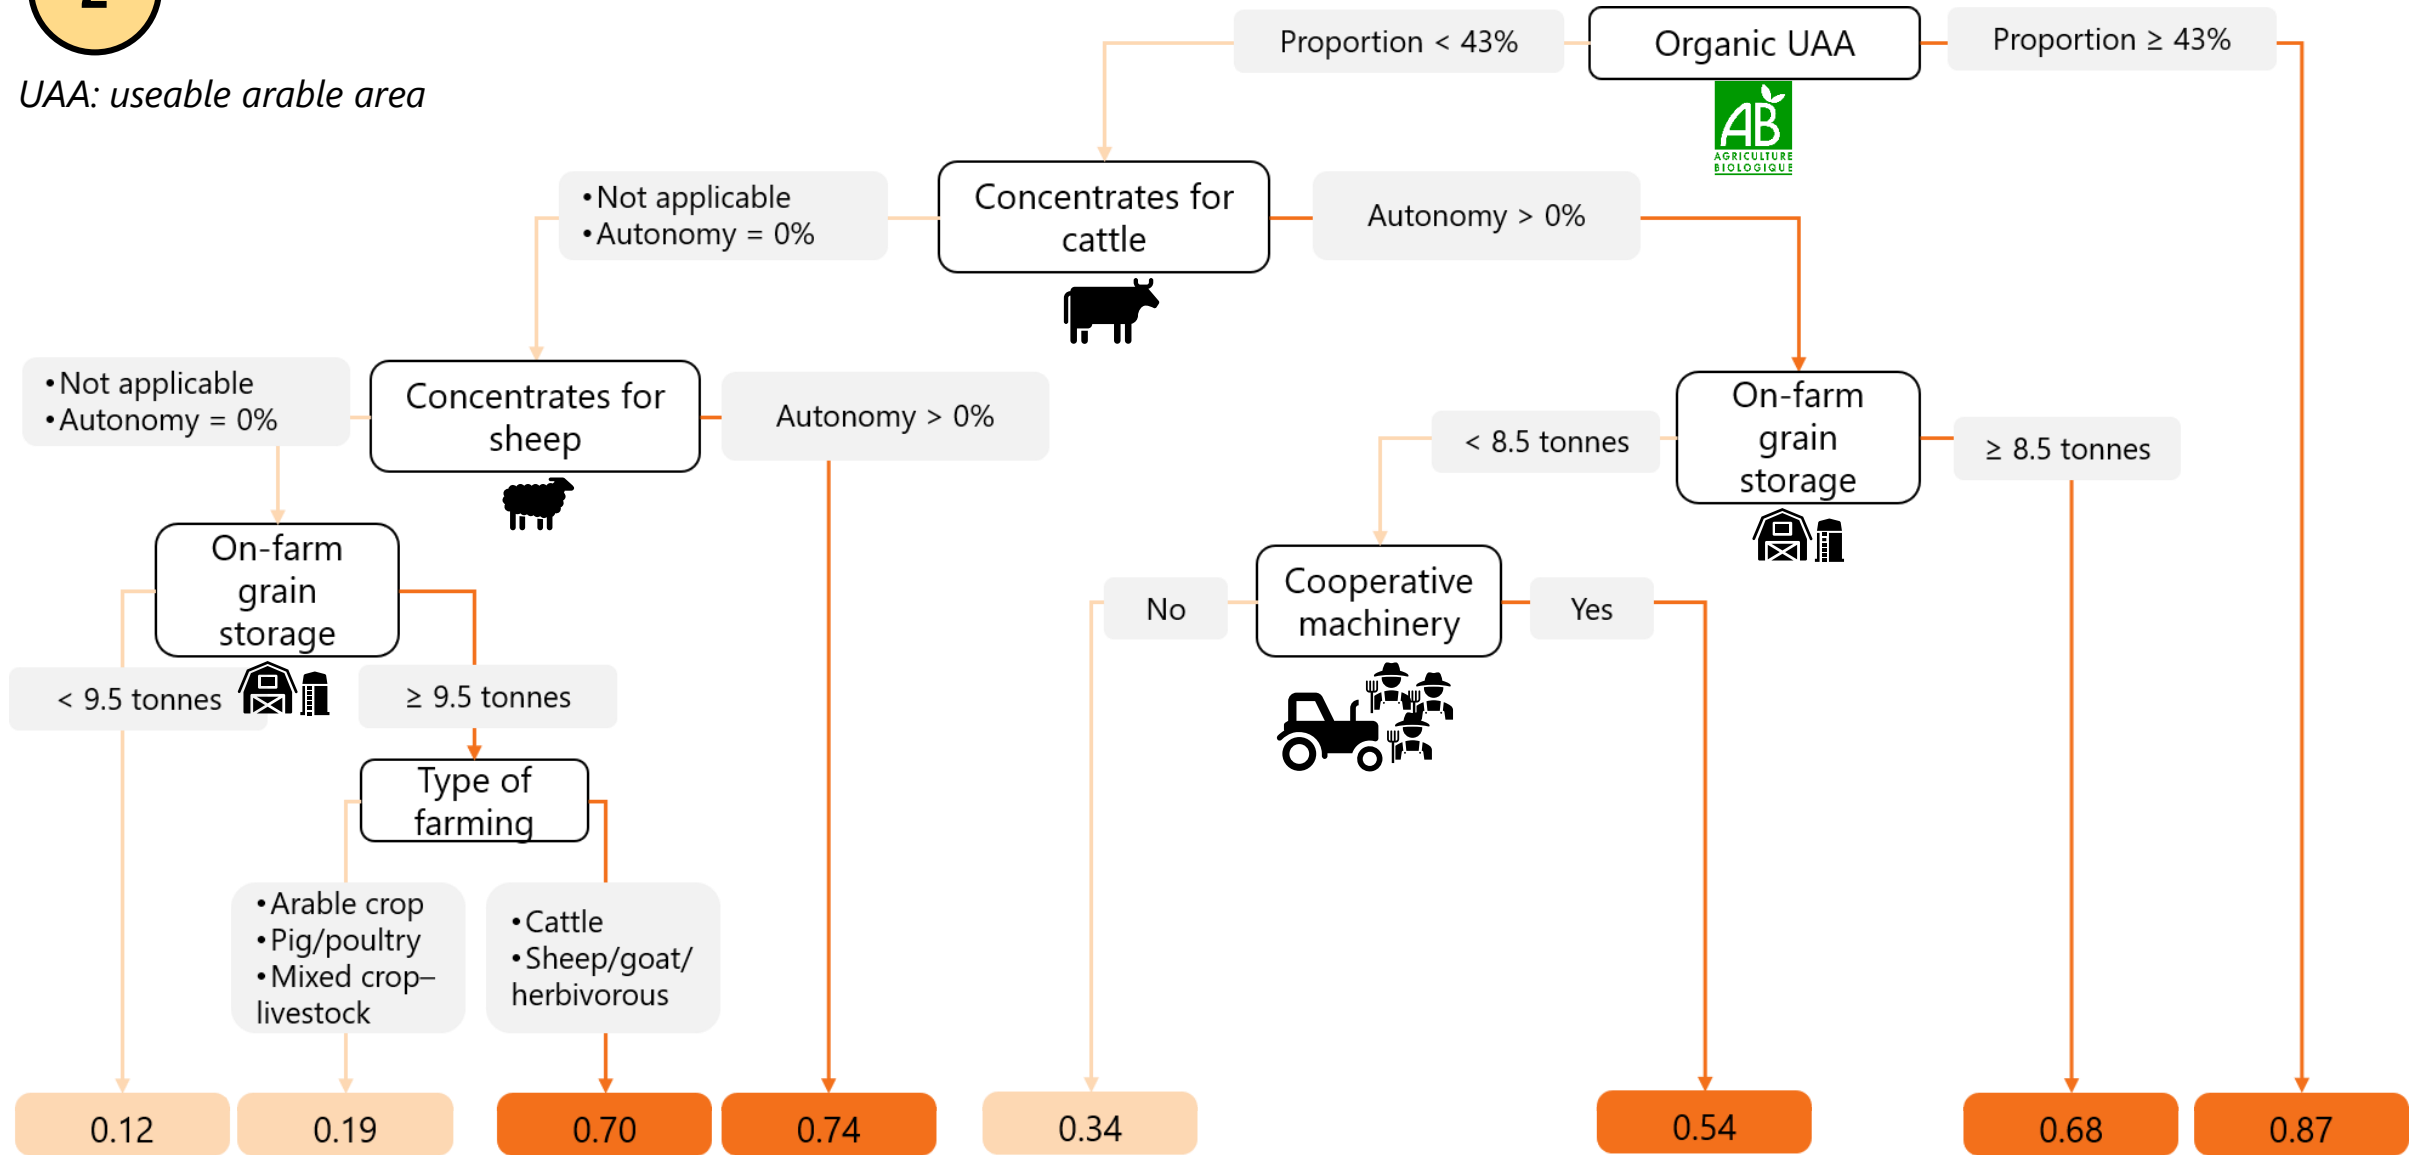 UAA: useable arable area
Proportion < 43%
Organic UAA
Proportion ≥ 43%
AB
AGRICULTURE
BIOLOGIQUE
•Not applicable
•Autonomy = 0%
Concentrates for
cattle
Autonomy > 0%
•Not applicable
•Autonomy = 0%
Concentrates for
sheep
Autonomy > 0%
< 8.5 tonnes
On-farm
grain
storage
≥ 8.5 tonnes
On-farm
grain
storage
No
Cooperative
machinery
Yes
< 9.5 tonnes
≥ 9.5 tonnes
Type of
farming
•Arable crop
•Pig/poultry
•Mixed crop–
livestock
•Cattle
•Sheep/goat/
herbivorous
0.12
0.19
0.70
0.74
0.34
0.54
0.68
0.87